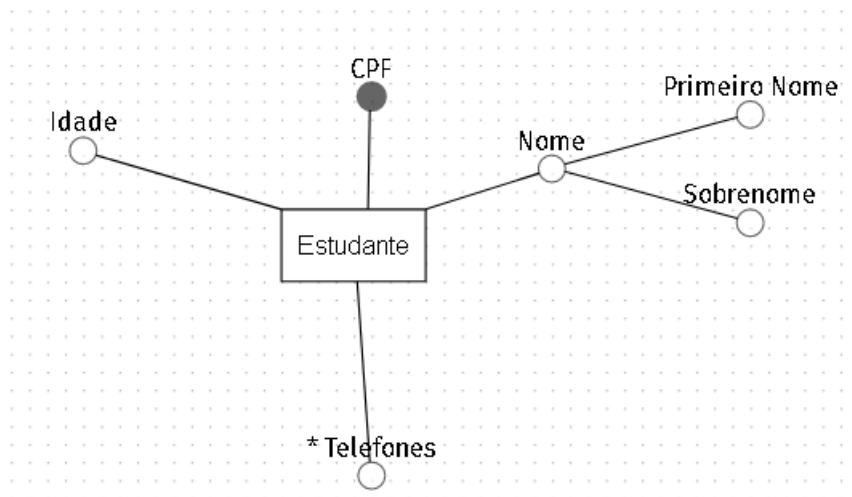 CPF
Primeiro Nome
Idade
Nome
Sobrenome
Estudante
* Telefones